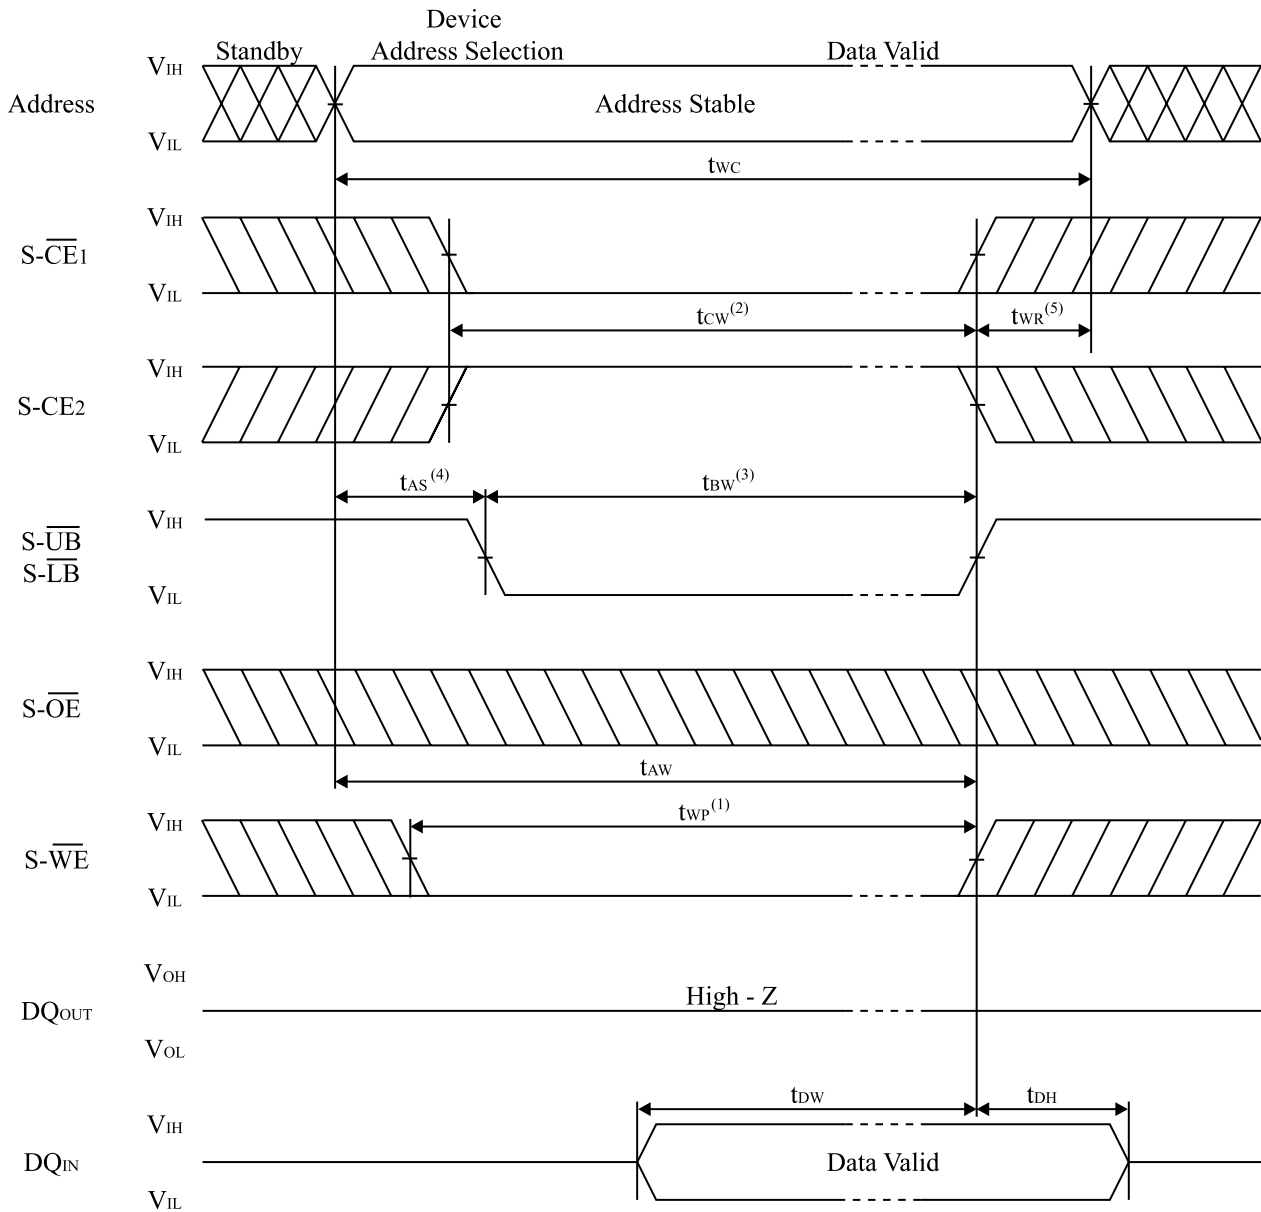 Device
Standby Address Selection Data Valid
VIH
Address Address Stable
VIL
tWC
VIH
S-CE1
VIL
tCW(2) tWR(5)
VIH
S-CE2
VIL
tAS(4) tBW(3)
VIH
S-UB
S-LB
VIL
VIH
S-OE
VIL
tAW
VIH tWP(1)
S-WE
VIL
VOH
High - Z
DQOUT
VOL
tDW tDH
VIH
DQIN Data Valid
VIL